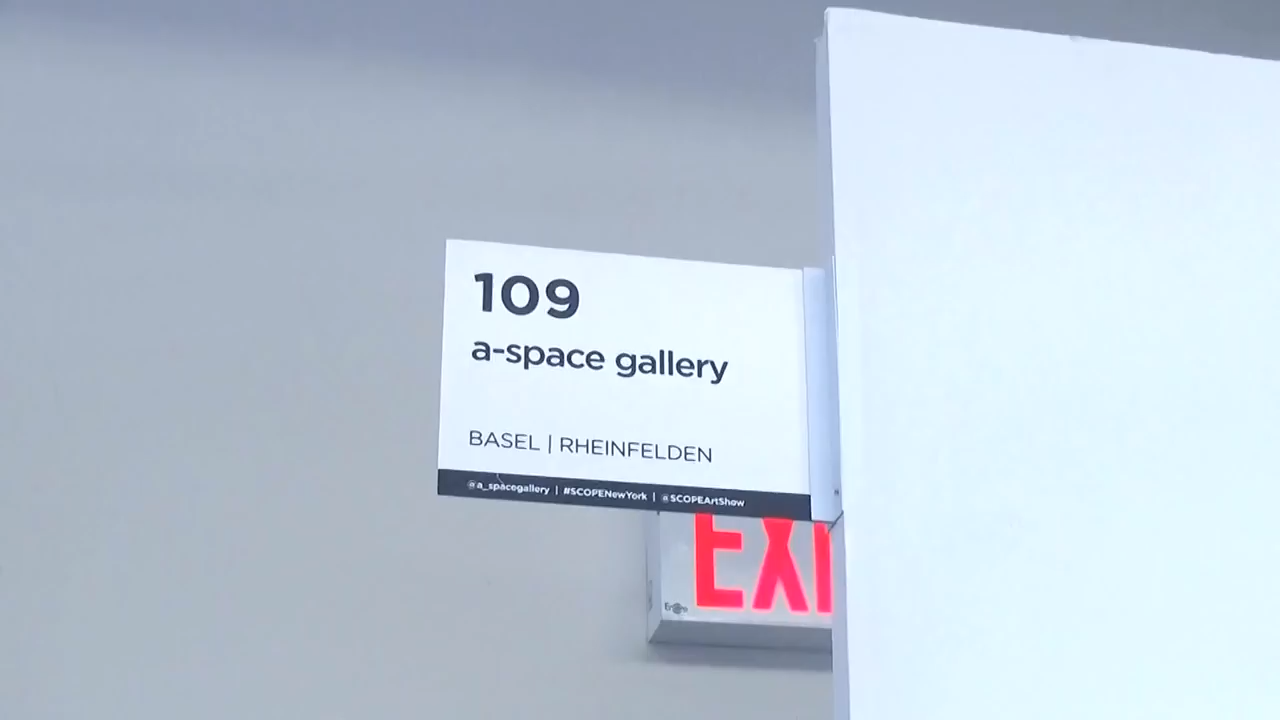 109
a-space gallery
BASEL | RHEINFELDEN
@a_spacegallery | #SCOPENewYork | @SCOPEArtShow
EXI